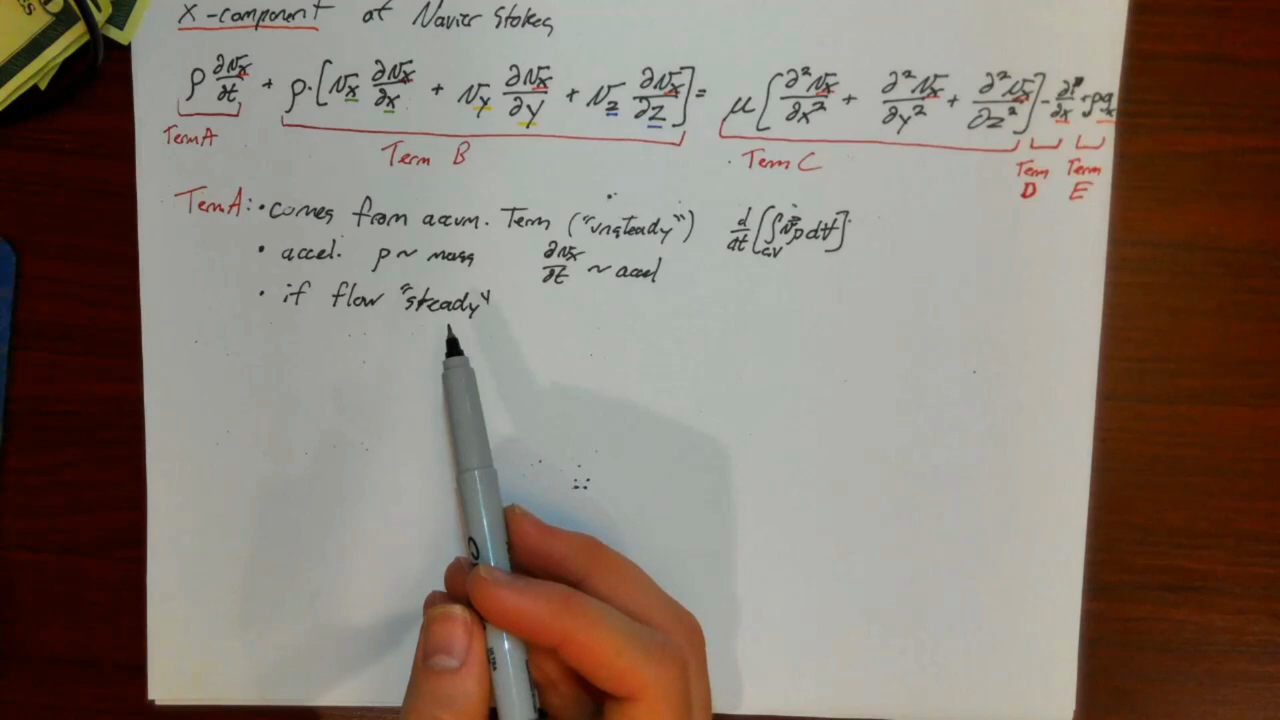 x-component of Navier Stokes
ρ ∂Vx/∂t + ρ·[Vx ∂Vx/∂x + Vy ∂Vx/∂y + Vz ∂Vx/∂z] = μ[∂²Vx/∂x² + ∂²Vx/∂y² + ∂²Vx/∂z²] - ∂P/∂x + ρgx
Term A
Term B
Term C
Term D
Term E
Term A: • comes from accum. Term ("unsteady") d/dt[∫cv V⃗ρdV]
• accel. ρ ~ mass ∂Vx/∂t ~ accel
• if flow "steady"